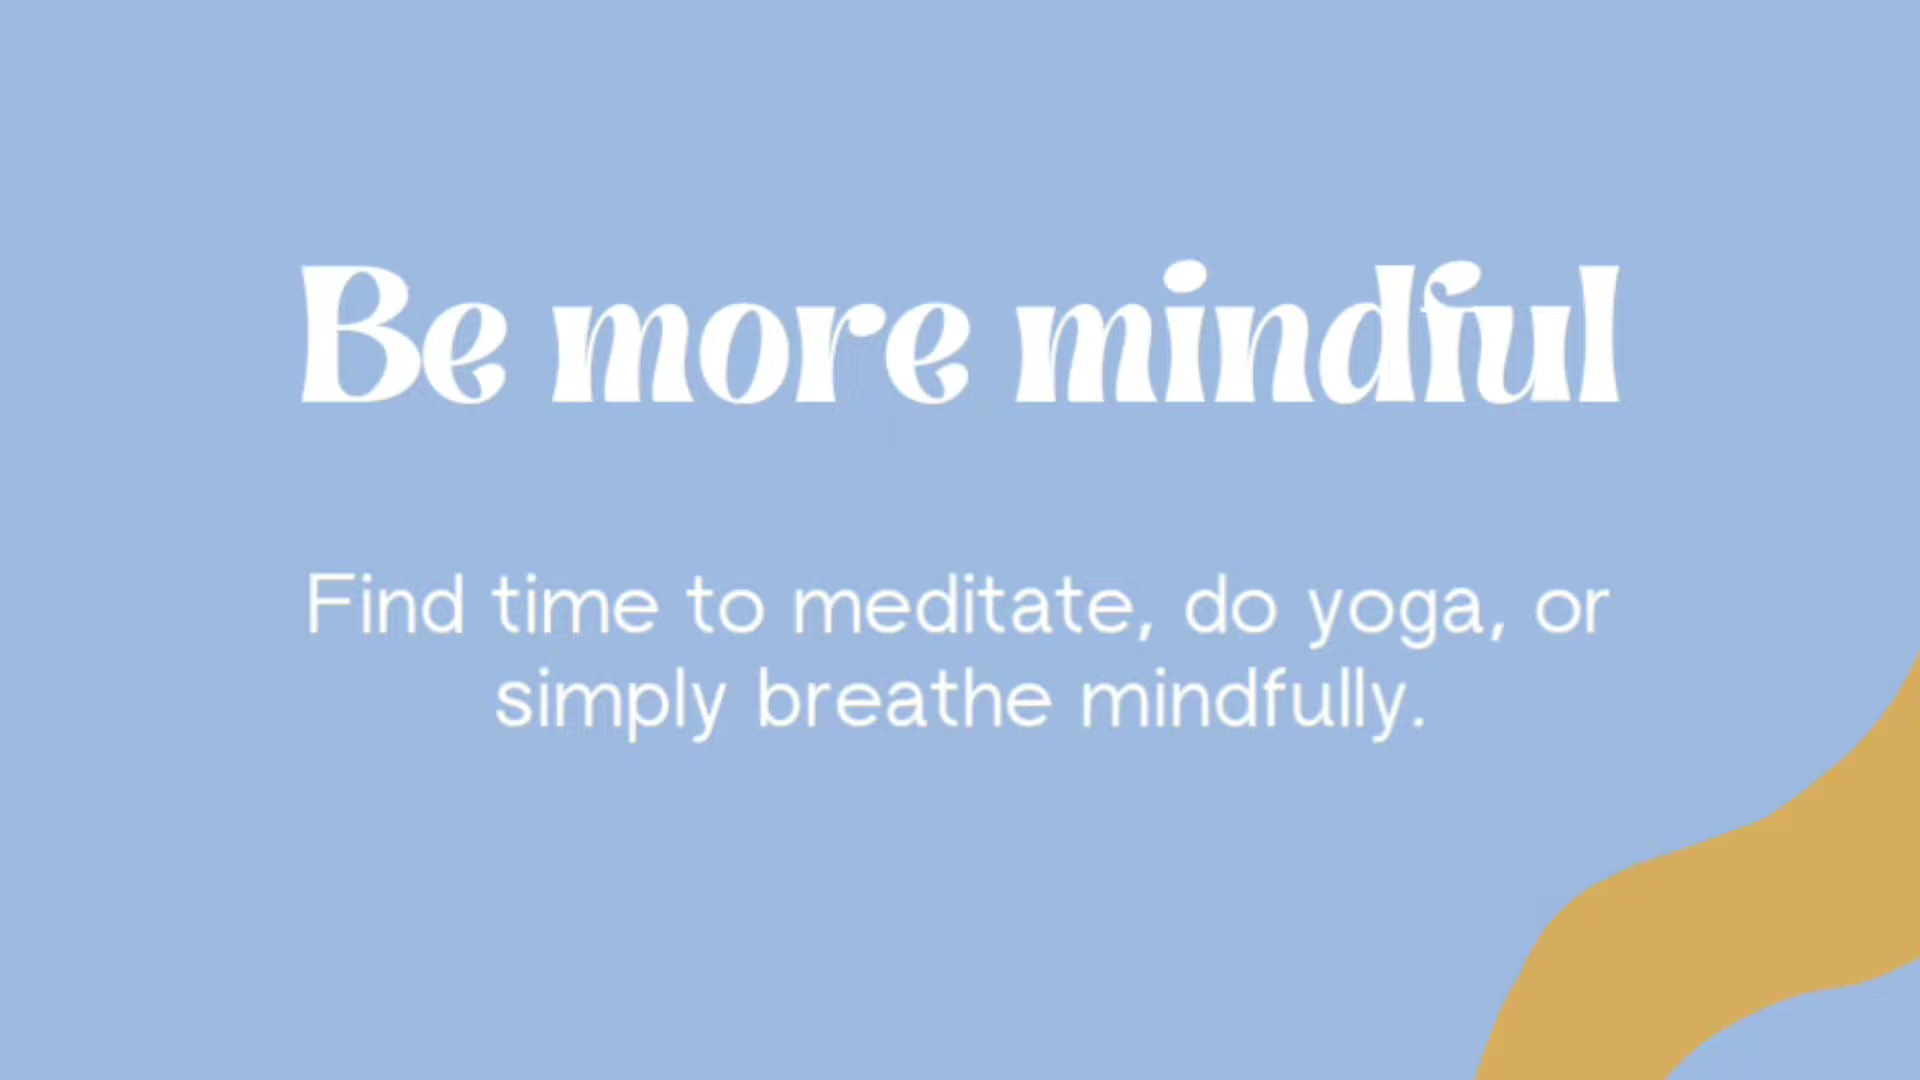 Be more mindful
Find time to meditate, do yoga, or
simply breathe mindfully.